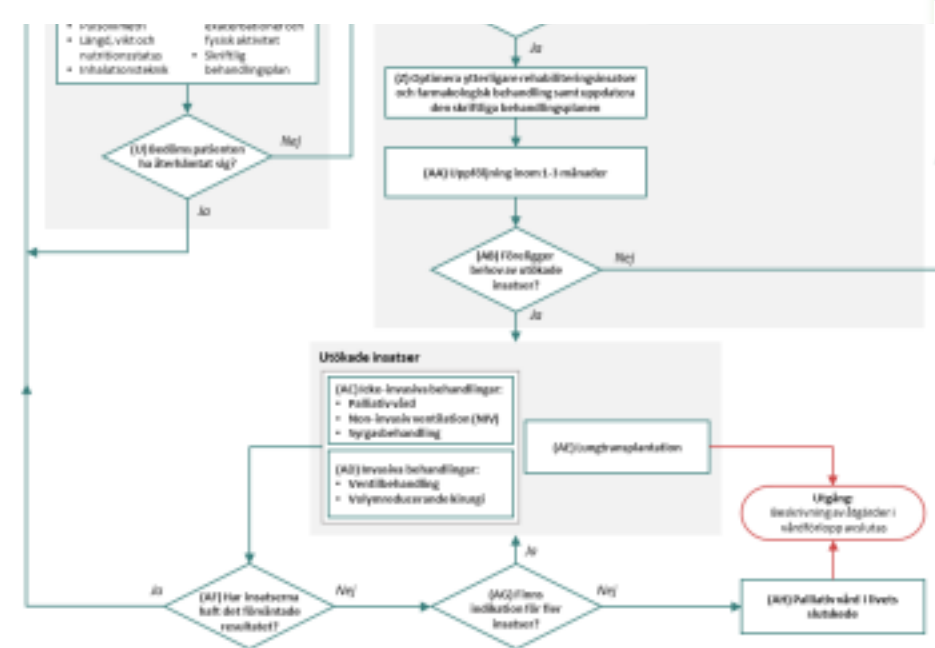 Längd, vikt och
nutritionsstatus
Inhalationsteknik
fysisk aktivitet
Skriftlig
behandlingsplan
(U) Bedöms patienten
ha återhämtat sig?
Nej
Ja
Ja
(Z) Optimera ytterligare rehabiliteringsinsatser
och farmakologisk behandling samt uppdatera
den skriftliga behandlingsplanen
(AA) Uppföljning inom 1-3 månader
(AB) Föreligger
behov av utökade
insatser?
Nej
Ja
Utökade insatser
(AC) Icke-invasiva behandlingar:
• Palliativ vård
• Non-invasiv ventilation (NIV)
• Syrgasbehandling
(AD) Invasiva behandlingar:
• Ventilbehandling
• Volymreducerande kirurgi
(AE) Lungtransplantation
Utgång:
Beskrivning av åtgärder i
vårdförlopp avslutas
Ja
(AF) Har insatserna
haft det förväntade
resultatet?
Nej
Ja
(AG) Finns
indikation för fler
insatser?
Nej
(AH) Palliativ vård i livets
slutskede